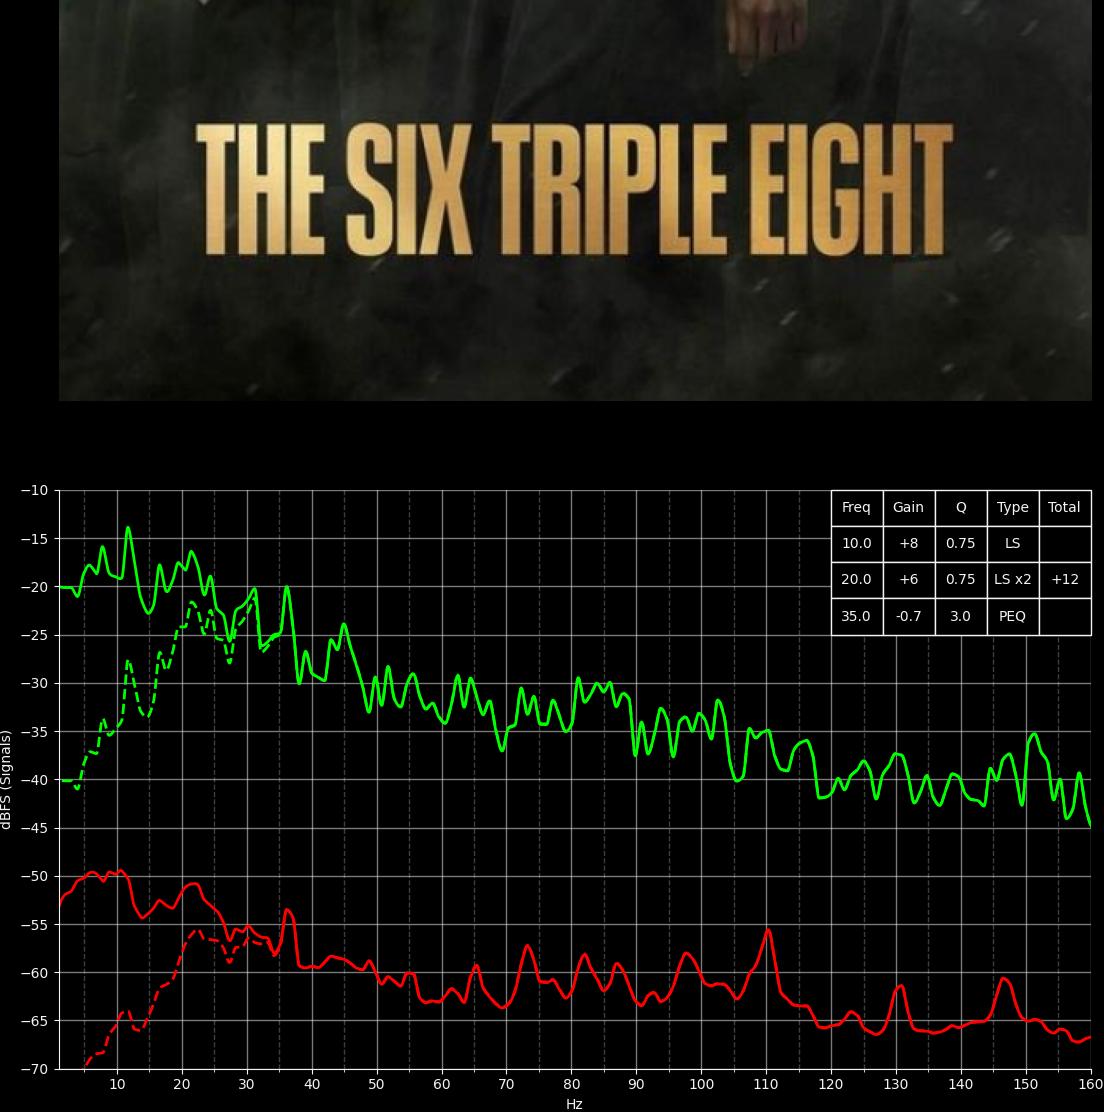 THE SIX TRIPLE EIGHT
Freq Gain Q Type Total
10.0 +8 0.75 LS
20.0 +6 0.75 LS x2 +12
35.0 -0.7 3.0 PEQ
−10
−15
−20
−25
−30
−35
−40
−45
−50
−55
−60
−65
−70
dBFS (Signals)
10 20 30 40 50 60 70 80 90 100 110 120 130 140 150 160
Hz